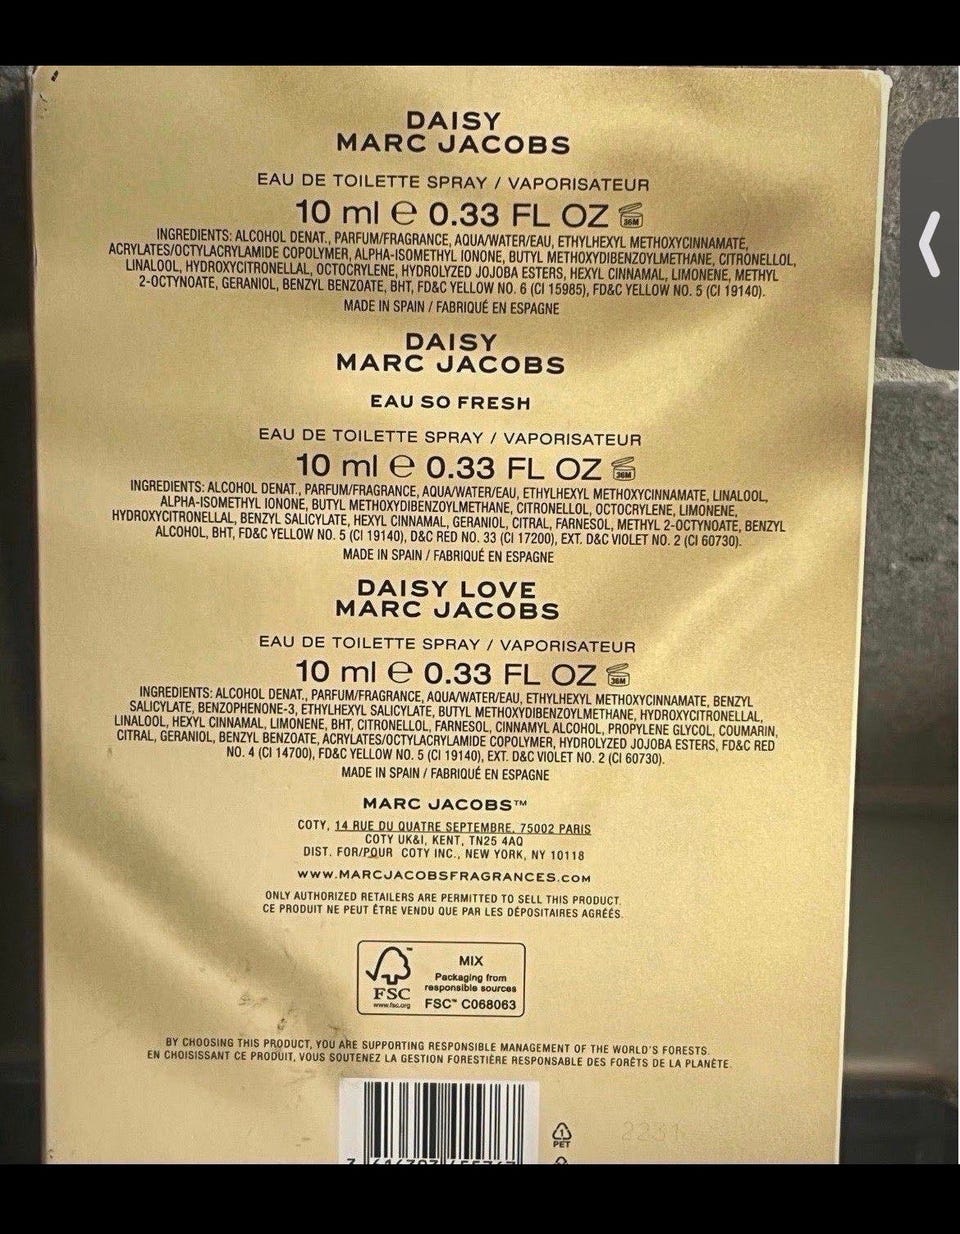 DAISY
MARC JACOBS
EAU DE TOILETTE SPRAY / VAPORISATEUR
10 ml ℮ 0.33 FL OZ 36M
INGREDIENTS: ALCOHOL DENAT., PARFUM/FRAGRANCE, AQUA/WATER/EAU, ETHYLHEXYL METHOXYCINNAMATE,
ACRYLATES/OCTYLACRYLAMIDE COPOLYMER, ALPHA-ISOMETHYL IONONE, BUTYL METHOXYDIBENZOYLMETHANE, CITRONELLOL,
LINALOOL, HYDROXYCITRONELLAL, OCTOCRYLENE, HYDROLYZED JOJOBA ESTERS, HEXYL CINNAMAL, LIMONENE, METHYL
2-OCTYNOATE, GERANIOL, BENZYL BENZOATE, BHT, FD&C YELLOW NO. 6 (CI 15985), FD&C YELLOW NO. 5 (CI 19140).
MADE IN SPAIN / FABRIQUÉ EN ESPAGNE
DAISY
MARC JACOBS
EAU SO FRESH
EAU DE TOILETTE SPRAY / VAPORISATEUR
10 ml ℮ 0.33 FL OZ 36M
INGREDIENTS: ALCOHOL DENAT., PARFUM/FRAGRANCE, AQUA/WATER/EAU, ETHYLHEXYL METHOXYCINNAMATE, LINALOOL,
ALPHA-ISOMETHYL IONONE, BUTYL METHOXYDIBENZOYLMETHANE, CITRONELLOL, OCTOCRYLENE, LIMONENE,
HYDROXYCITRONELLAL, BENZYL SALICYLATE, HEXYL CINNAMAL, GERANIOL, CITRAL, FARNESOL, METHYL 2-OCTYNOATE, BENZYL
ALCOHOL, BHT, FD&C YELLOW NO. 5 (CI 19140), D&C RED NO. 33 (CI 17200), EXT. D&C VIOLET NO. 2 (CI 60730).
MADE IN SPAIN / FABRIQUÉ EN ESPAGNE
DAISY LOVE
MARC JACOBS
EAU DE TOILETTE SPRAY / VAPORISATEUR
10 ml ℮ 0.33 FL OZ 36M
INGREDIENTS: ALCOHOL DENAT., PARFUM/FRAGRANCE, AQUA/WATER/EAU, ETHYLHEXYL METHOXYCINNAMATE, BENZYL
SALICYLATE, BENZOPHENONE-3, ETHYLHEXYL SALICYLATE, BUTYL METHOXYDIBENZOYLMETHANE, HYDROXYCITRONELLAL,
LINALOOL, HEXYL CINNAMAL, LIMONENE, BHT, CITRONELLOL, FARNESOL, CINNAMYL ALCOHOL, PROPYLENE GLYCOL, COUMARIN,
CITRAL, GERANIOL, BENZYL BENZOATE, ACRYLATES/OCTYLACRYLAMIDE COPOLYMER, HYDROLYZED JOJOBA ESTERS, FD&C RED
NO. 4 (CI 14700), FD&C YELLOW NO. 5 (CI 19140), EXT. D&C VIOLET NO. 2 (CI 60730).
MADE IN SPAIN / FABRIQUÉ EN ESPAGNE
MARC JACOBS™
COTY, 14 RUE DU QUATRE SEPTEMBRE, 75002 PARIS
COTY UK&I, KENT, TN25 4AQ
DIST. FOR/POUR COTY INC., NEW YORK, NY 10118
WWW.MARCJACOBSFRAGRANCES.COM
ONLY AUTHORIZED RETAILERS ARE PERMITTED TO SELL THIS PRODUCT.
CE PRODUIT NE PEUT ÊTRE VENDU QUE PAR LES DÉPOSITAIRES AGRÉÉS.
FSC
www.fsc.org
MIX
Packaging from
responsible sources
FSC™ C068063
BY CHOOSING THIS PRODUCT, YOU ARE SUPPORTING RESPONSIBLE MANAGEMENT OF THE WORLD'S FORESTS.
EN CHOISISSANT CE PRODUIT, VOUS SOUTENEZ LA GESTION FORESTIÈRE RESPONSABLE DES FORÊTS DE LA PLANÈTE.
1
PET